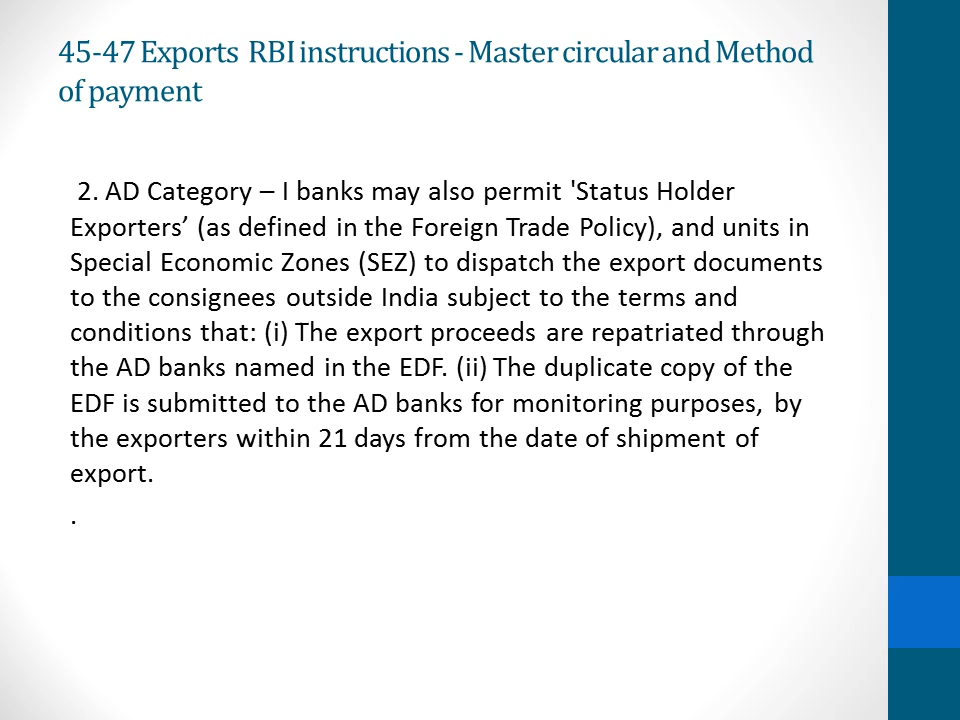 45-47 Exports RBI instructions - Master circular and Method
of payment
2. AD Category – I banks may also permit 'Status Holder
Exporters’ (as defined in the Foreign Trade Policy), and units in
Special Economic Zones (SEZ) to dispatch the export documents
to the consignees outside India subject to the terms and
conditions that: (i) The export proceeds are repatriated through
the AD banks named in the EDF. (ii) The duplicate copy of the
EDF is submitted to the AD banks for monitoring purposes, by
the exporters within 21 days from the date of shipment of
export.
.